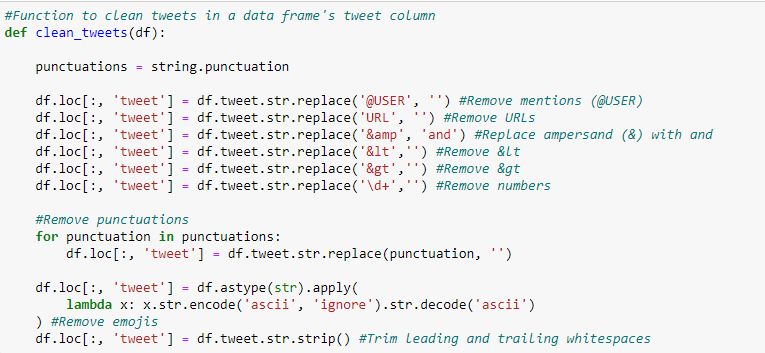 #Function to clean tweets in a data frame's tweet column
def clean_tweets(df):
    punctuations = string.punctuation
    df.loc[:, 'tweet'] = df.tweet.str.replace('@USER', '') #Remove mentions (@USER)
    df.loc[:, 'tweet'] = df.tweet.str.replace('URL', '') #Remove URLs
    df.loc[:, 'tweet'] = df.tweet.str.replace('&amp', 'and') #Replace ampersand (&) with and
    df.loc[:, 'tweet'] = df.tweet.str.replace('&lt','') #Remove &lt
    df.loc[:, 'tweet'] = df.tweet.str.replace('&gt','') #Remove &gt
    df.loc[:, 'tweet'] = df.tweet.str.replace('\d+','') #Remove numbers
    #Remove punctuations
    for punctuation in punctuations:
        df.loc[:, 'tweet'] = df.tweet.str.replace(punctuation, '')
    df.loc[:, 'tweet'] = df.astype(str).apply(
        lambda x: x.str.encode('ascii', 'ignore').str.decode('ascii')
    ) #Remove emojis
    df.loc[:, 'tweet'] = df.tweet.str.strip() #Trim leading and trailing whitespaces